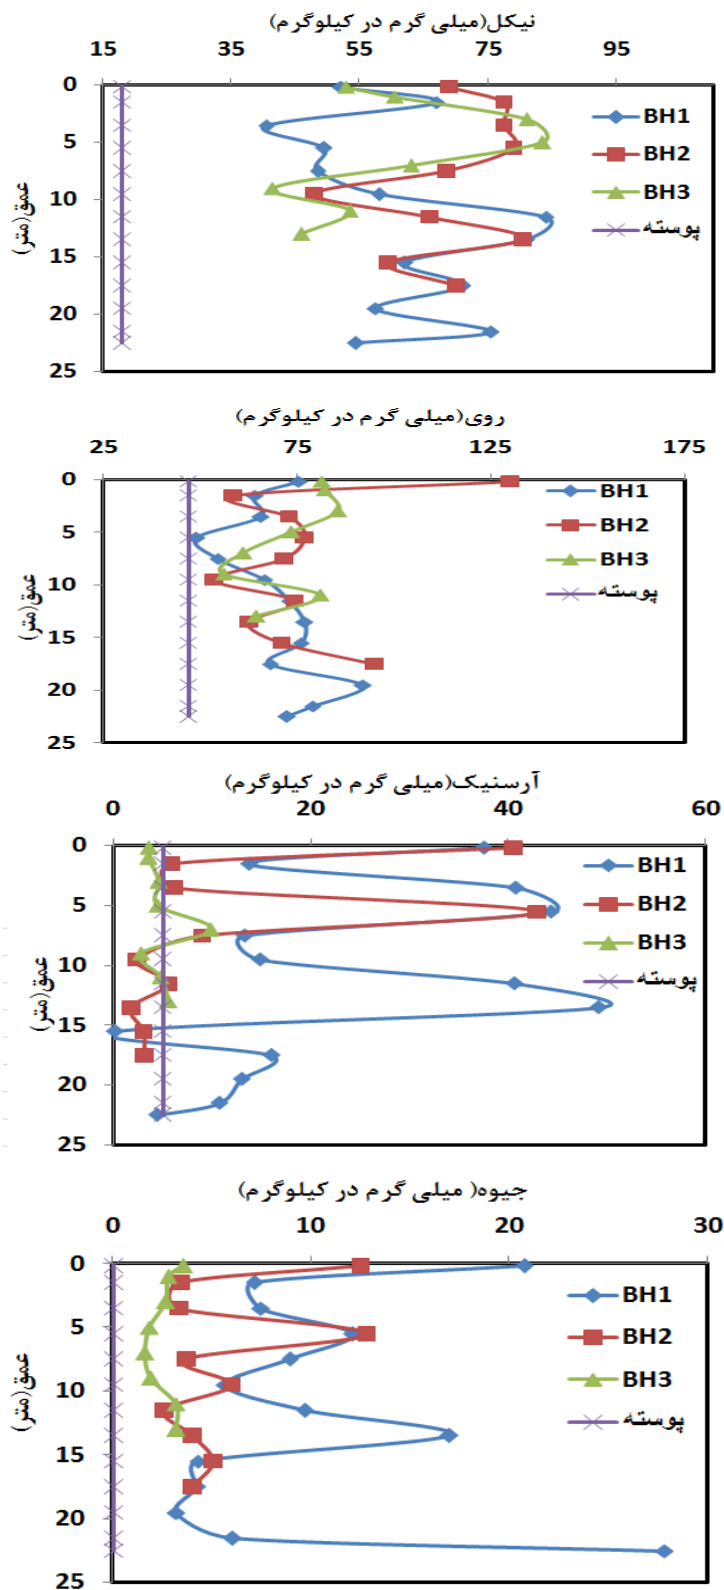 نیکل(میلی گرم در کیلوگرم)
15 35 55 75 95
0
5
10
15
20
25
عمق(متر)
BH1
BH2
BH3
پوسته
روی(میلی گرم در کیلوگرم)
25 75 125 175
0
5
10
15
20
25
عمق(متر)
BH1
BH2
BH3
پوسته
آرسنیک(میلی گرم در کیلوگرم)
0 20 40 60
0
5
10
15
20
25
عمق(متر)
BH1
BH2
BH3
پوسته
جیوه( میلی گرم در کیلوگرم)
0 10 20 30
0
5
10
15
20
25
عمق(متر)
BH1
BH2
BH3
پوسته